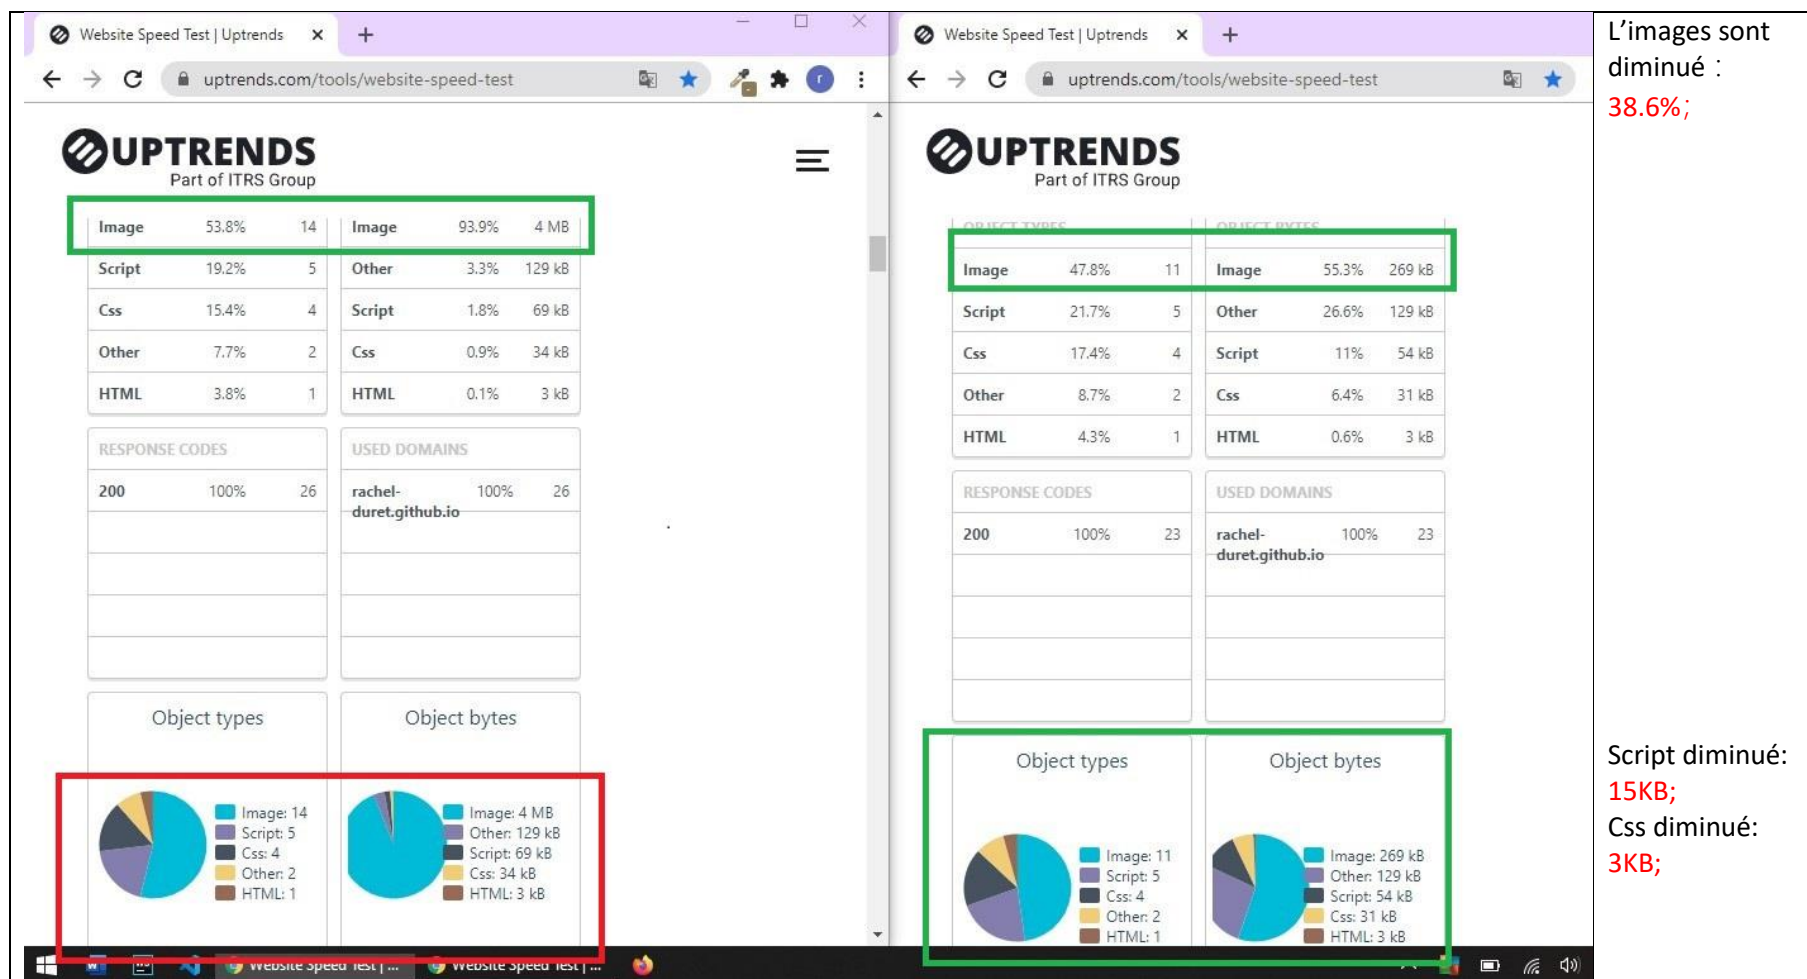 Website Speed Test | Uptrends
uptrends.com/tools/website-speed-test
r
UPTRENDS
Part of ITRS Group
Image 53.8% 14 Image 93.9% 4 MB
Script 19.2% 5 Other 3.3% 129 kB
Css 15.4% 4 Script 1.8% 69 kB
Other 7.7% 2 Css 0.9% 34 kB
HTML 3.8% 1 HTML 0.1% 3 kB
RESPONSE CODES USED DOMAINS
200 100% 26 rachel- 100% 26
duret.github.io
Object types Object bytes
Image: 14
Script: 5
Css: 4
Other: 2
HTML: 1
Image: 4 MB
Other: 129 kB
Script: 69 kB
Css: 34 kB
HTML: 3 kB
Website Speed Test | ... Website Speed Test | ...
Website Speed Test | Uptrends
uptrends.com/tools/website-speed-test
UPTRENDS
Part of ITRS Group
OBJECT TYPES OBJECT BYTES
Image 47.8% 11 Image 55.3% 269 kB
Script 21.7% 5 Other 26.6% 129 kB
Css 17.4% 4 Script 11% 54 kB
Other 8.7% 2 Css 6.4% 31 kB
HTML 4.3% 1 HTML 0.6% 3 kB
RESPONSE CODES USED DOMAINS
200 100% 23 rachel- 100% 23
duret.github.io
Object types Object bytes
Image: 11
Script: 5
Css: 4
Other: 2
HTML: 1
Image: 269 kB
Other: 129 kB
Script: 54 kB
Css: 31 kB
HTML: 3 kB
L’images sont
diminué :
38.6%;
Script diminué:
15KB;
Css diminué:
3KB;